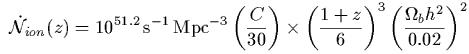 $\dot{\mathcal{N}}_{ion}(z) = 10^{51.2}\,\mathrm{s}^{-1}\,\mathrm{Mpc}^{-3} \left(\frac{C}{30}\right) \times \left(\frac{1+z}{6}\right)^{3} \left(\frac{\Omega_b h^2}{0.02}\right)^{2}$